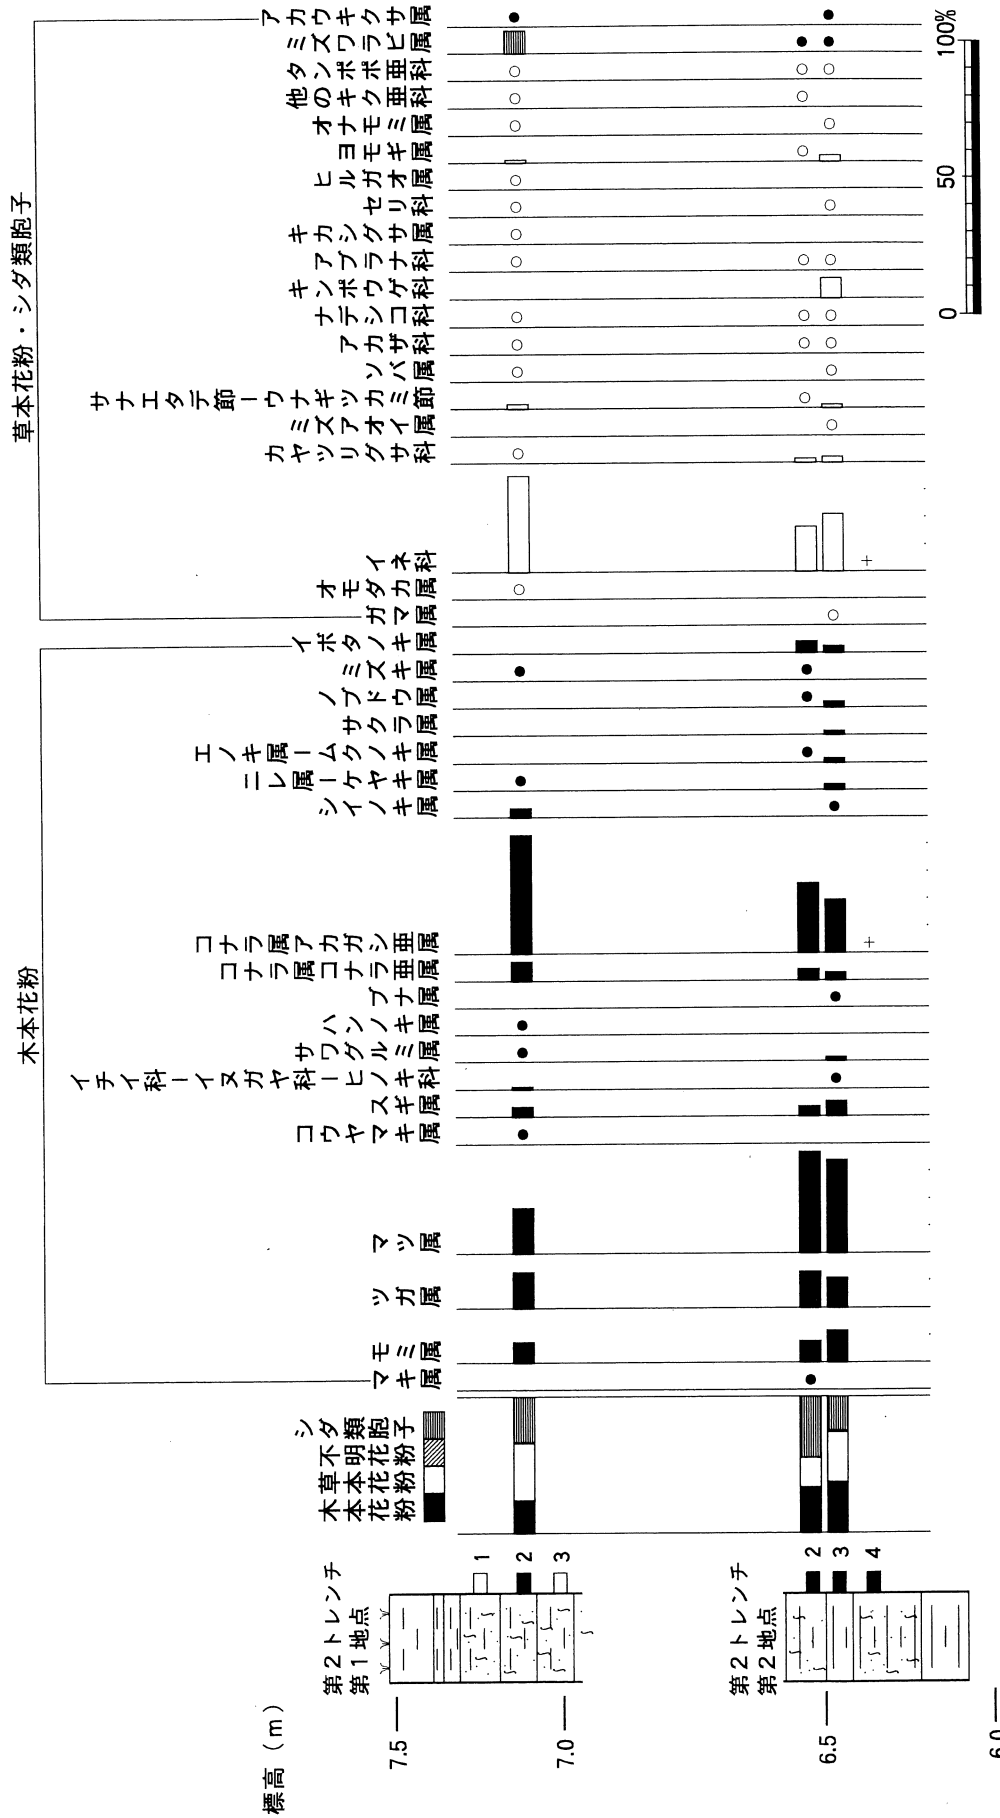 標高（m）
7.5
7.0
6.5
6.0
第2トレンチ
第1地点
1
2
3
第2トレンチ
第2地点
2
3
4
木本花粉
草本花粉
不明花粉
シダ類胞子
木本花粉
マキ属
モミ属
ツガ属
マツ属
コウヤマキ属
スギ属
イチイ科ーイヌガヤ科ーヒノキ科
サワグルミ属
ハンノキ属
ブナ属
コナラ属コナラ亜属
コナラ属アカガシ亜属
シイノキ属
ニレ属ーケヤキ属
エノキ属ームクノキ属
サクラ属
ノブドウ属
ミズキ属
イボタノキ属
草本花粉・シダ類胞子
ガマ属
オモダカ属
イネ科
カヤツリグサ科
ミズアオイ属
サナエタデ節ーウナギツカミ節
ソバ属
アカザ科
ナデシコ科
キンポウゲ科
アブラナ科
キカシグサ属
セリ科
ヒルガオ属
ヨモギ属
オナモミ属
他のキク亜科
タンポポ亜科
ミズワラビ属
アカウキクサ属
+
+
0
50
100%